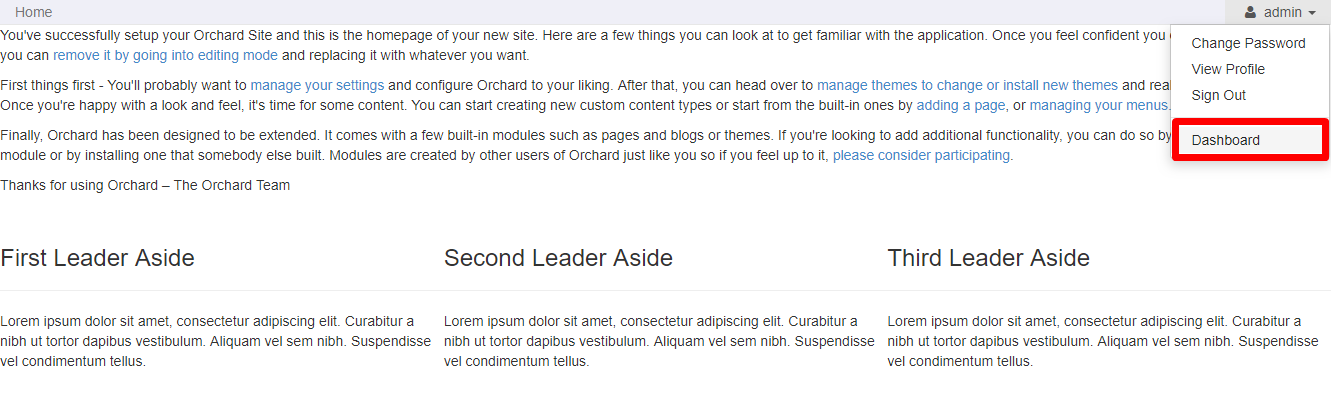 Home
admin
You've successfully setup your Orchard Site and this is the homepage of your new site. Here are a few things you can look at to get familiar with the application. Once you feel confident you
you can remove it by going into editing mode and replacing it with whatever you want.
First things first - You'll probably want to manage your settings and configure Orchard to your liking. After that, you can head over to manage themes to change or install new themes and
Once you're happy with a look and feel, it's time for some content. You can start creating new custom content types or start from the built-in ones by adding a page, or managing your menus.
Finally, Orchard has been designed to be extended. It comes with a few built-in modules such as pages and blogs or themes. If you're looking to add additional functionality, you can do so by
module or by installing one that somebody else built. Modules are created by other users of Orchard just like you so if you feel up to it, please consider participating.
Thanks for using Orchard – The Orchard Team
Change Password
View Profile
Sign Out
Dashboard
First Leader Aside
Lorem ipsum dolor sit amet, consectetur adipiscing elit. Curabitur a
nibh ut tortor dapibus vestibulum. Aliquam vel sem nibh. Suspendisse
vel condimentum tellus.
Second Leader Aside
Lorem ipsum dolor sit amet, consectetur adipiscing elit. Curabitur a
nibh ut tortor dapibus vestibulum. Aliquam vel sem nibh. Suspendisse
vel condimentum tellus.
Third Leader Aside
Lorem ipsum dolor sit amet, consectetur adipiscing elit. Curabitur a
nibh ut tortor dapibus vestibulum. Aliquam vel sem nibh. Suspendisse
vel condimentum tellus.